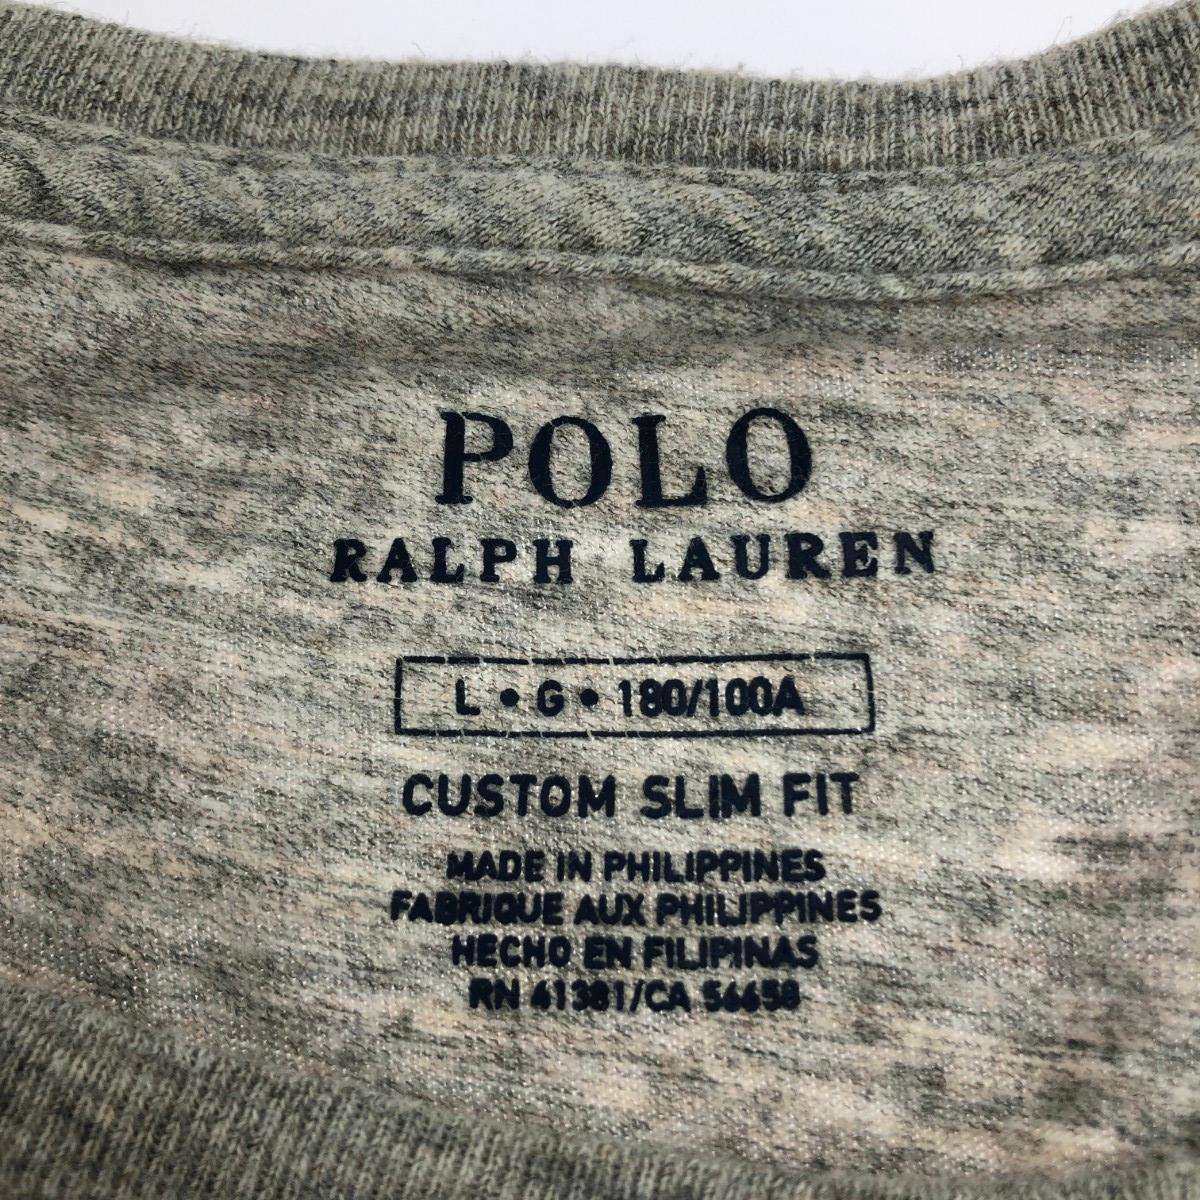 POLO
RALPH LAUREN
L • G • 180/100A
CUSTOM SLIM FIT
MADE IN PHILIPPINES
FABRIQUE AUX PHILIPPINES
HECHO EN FILIPINAS
RN 41381/CA 56658